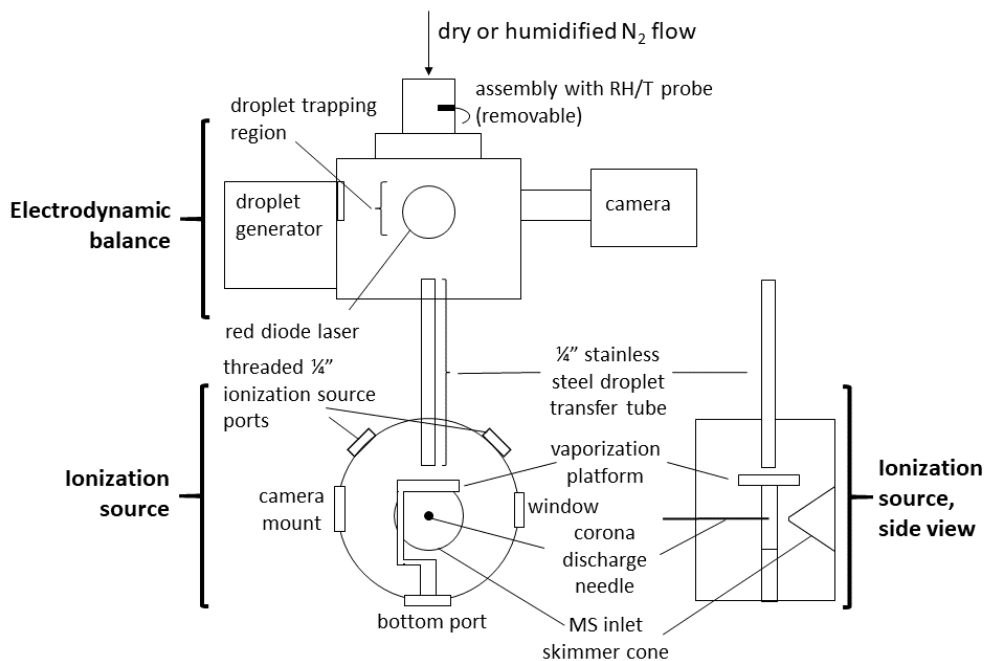 dry or humidified N₂ flow
assembly with RH/T probe
(removable)
droplet trapping
region
Electrodynamic
balance
droplet
generator
camera
red diode laser
threaded ¼”
ionization source
ports
¼” stainless
steel droplet
transfer tube
Ionization
source
camera
mount
vaporization
platform
window
corona
discharge
needle
Ionization
source,
side view
bottom port
MS inlet
skimmer cone